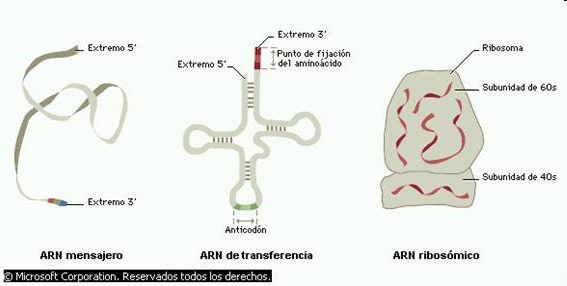 Extremo 5'
Extremo 3'
ARN mensajero
Extremo 3'
Punto de fijación
del aminoácido
Extremo 5'
Anticodón
ARN de transferencia
Ribosoma
Subunidad de 60s
Subunidad de 40s
ARN ribosómico
© Microsoft Corporation. Reservados todos los derechos.